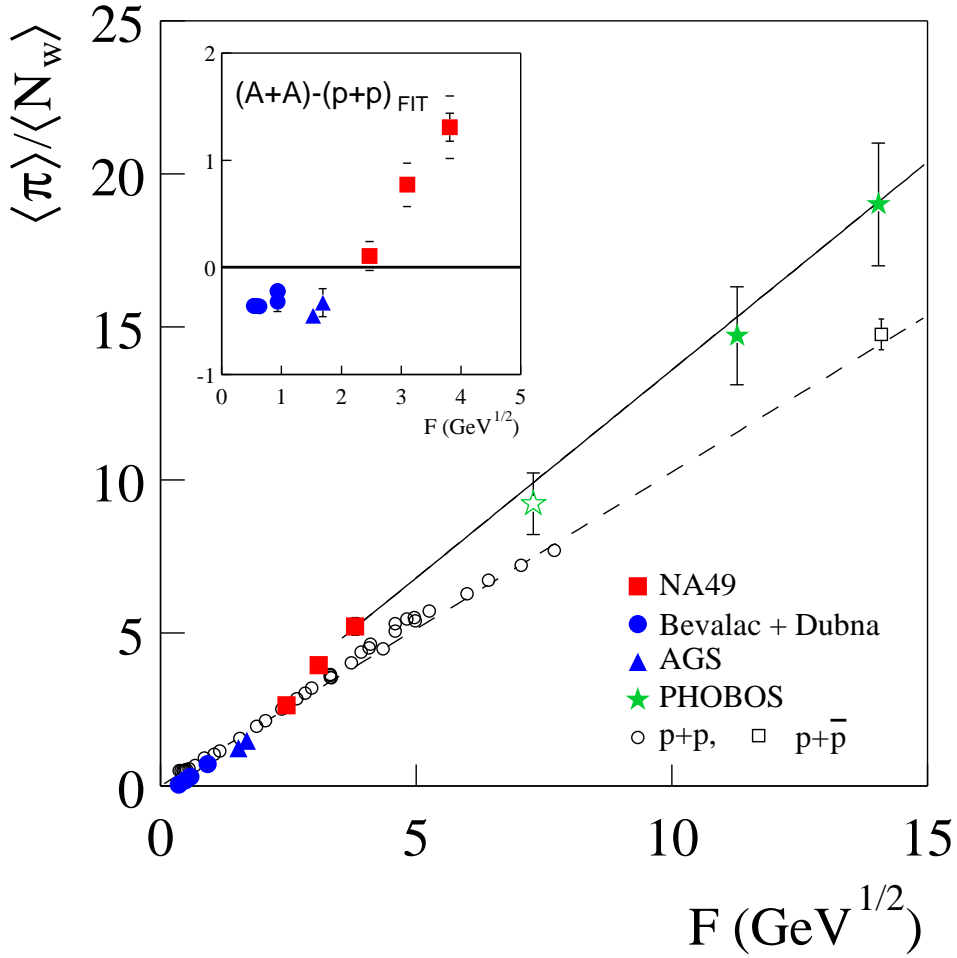 ⟨π⟩/⟨N_w⟩
25
20
15
10
5
0
0 5 10 15
F (GeV^1/2)
(A+A)-(p+p) FIT
2
1
0
-1
0 1 2 3 4 5
F (GeV^1/2)
NA49
Bevalac + Dubna
AGS
PHOBOS
p+p, p+p̅